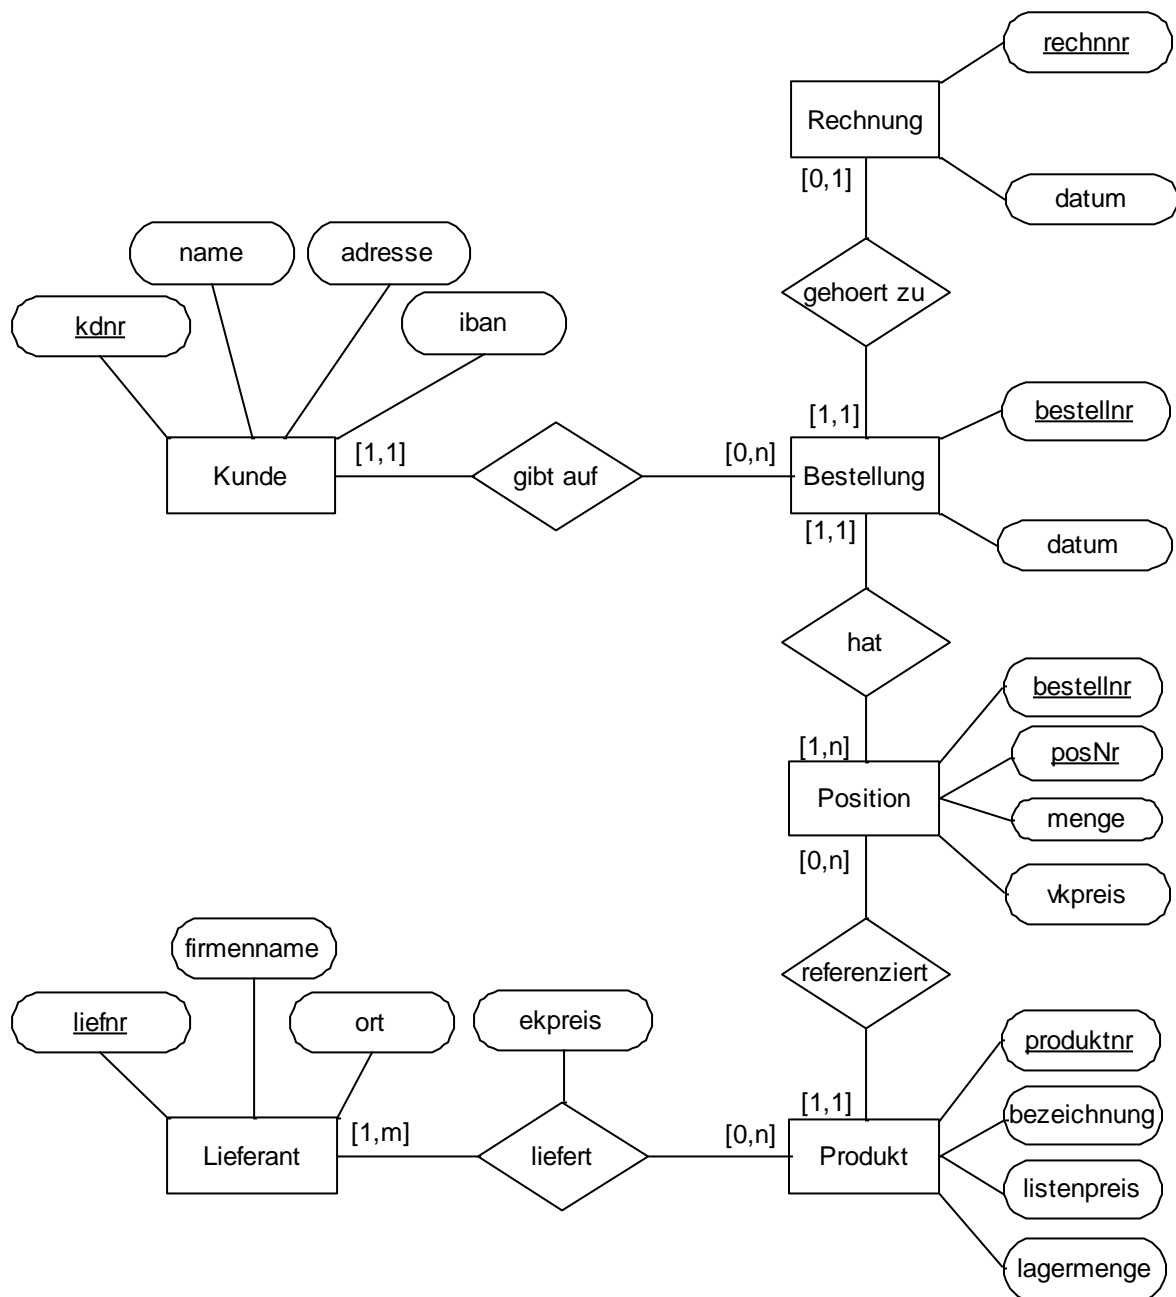 rechnnr
Rechnung
[0,1]
datum
name
adresse
gehoert zu
kdnr
iban
[1,1]
bestellnr
Kunde
[1,1]
gibt auf
[0,n]
Bestellung
[1,1]
datum
hat
bestellnr
[1,n]
posNr
Position
menge
[0,n]
vkpreis
firmenname
referenziert
liefnr
ort
ekpreis
produktnr
[1,1]
bezeichnung
Lieferant
[1,m]
liefert
[0,n]
Produkt
listenpreis
lagermenge